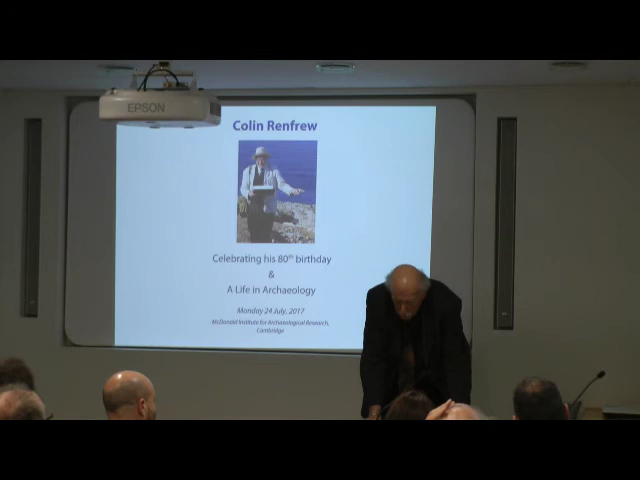 EPSON
Colin Renfrew
Celebrating his 80th birthday
&
A Life in Archaeology
Monday 24 July, 2017
McDonald Institute for Archaeological Research,
Cambridge